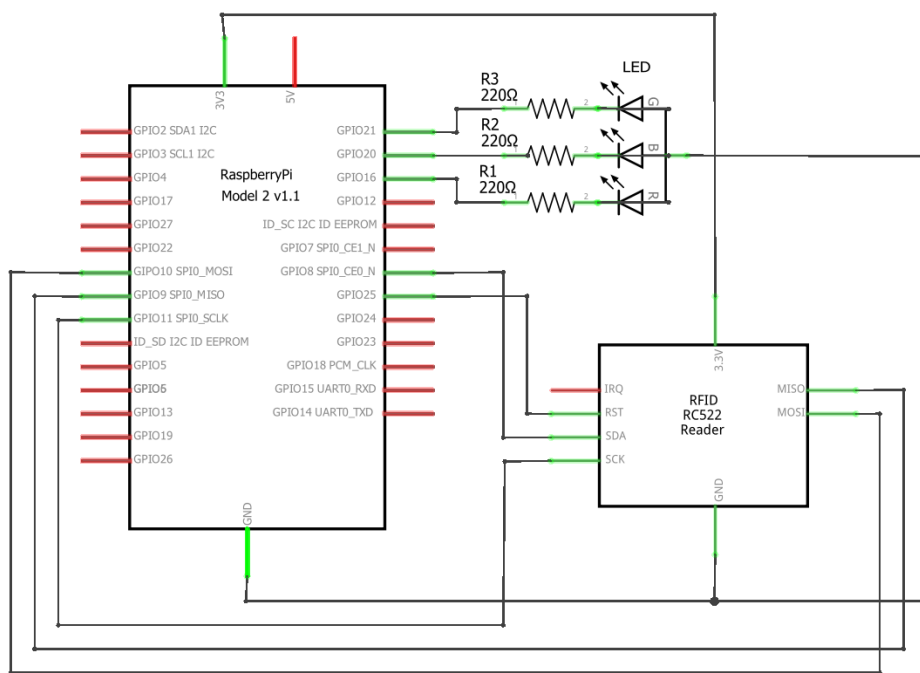 3V3
5V
RaspberryPi
Model 2 v1.1
GPIO2 SDA1 I2C
GPIO3 SCL1 I2C
GPIO4
GPIO17
GPIO27
GPIO22
GIPO10 SPI0_MOSI
GPIO9 SPI0_MISO
GPIO11 SPI0_SCLK
ID_SD I2C ID EEPROM
GPIO5
GPIO6
GPIO13
GPIO19
GPIO26
GPIO21
GPIO20
GPIO16
GPIO12
ID_SC I2C ID EEPROM
GPIO7 SPI0_CE1_N
GPIO8 SPI0_CE0_N
GPIO25
GPIO24
GPIO23
GPIO18 PCM_CLK
GPIO15 UART0_RXD
GPIO14 UART0_TXD
GND
LED
R3
220Ω
1 2
G
R2
220Ω
1 2
B
R1
220Ω
1 2
R
3.3V
IRQ
RST
SDA
SCK
RFID
RC522
Reader
MISO
MOSI
GND